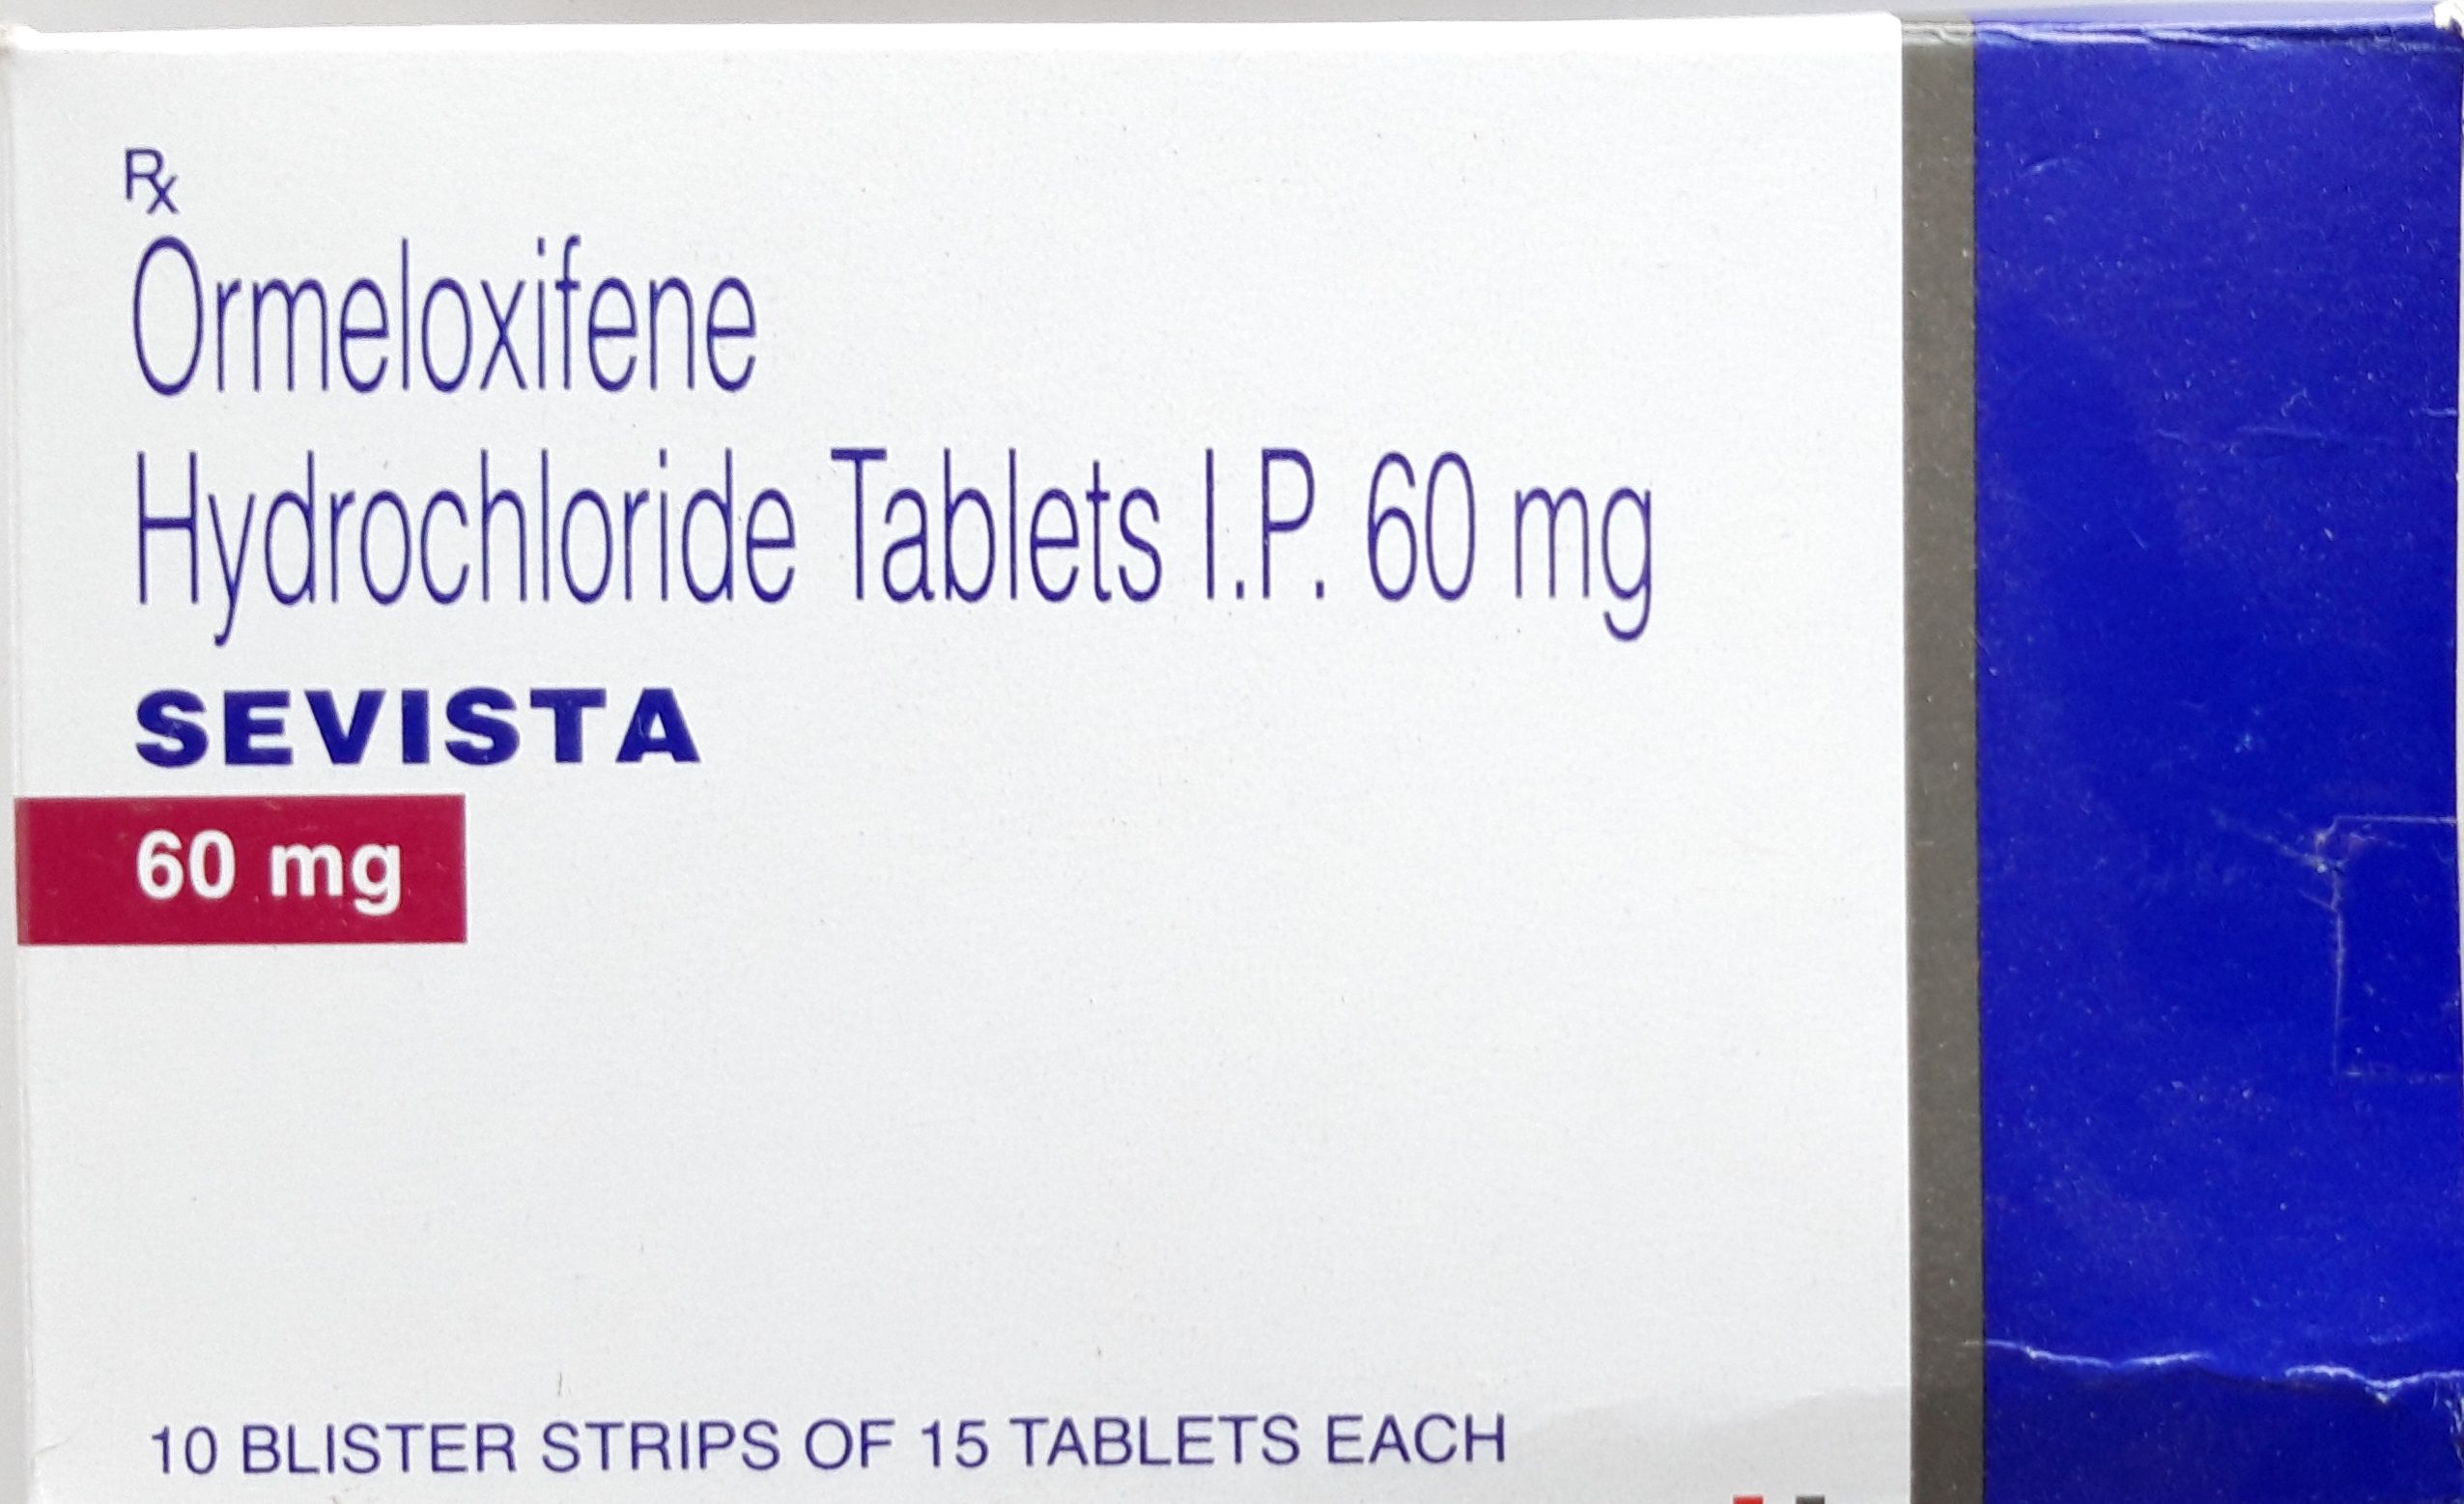 Rx
Ormeloxifene
Hydrochloride Tablets I.P. 60 mg
SEVISTA
60 mg
10 BLISTER STRIPS OF 15 TABLETS EACH